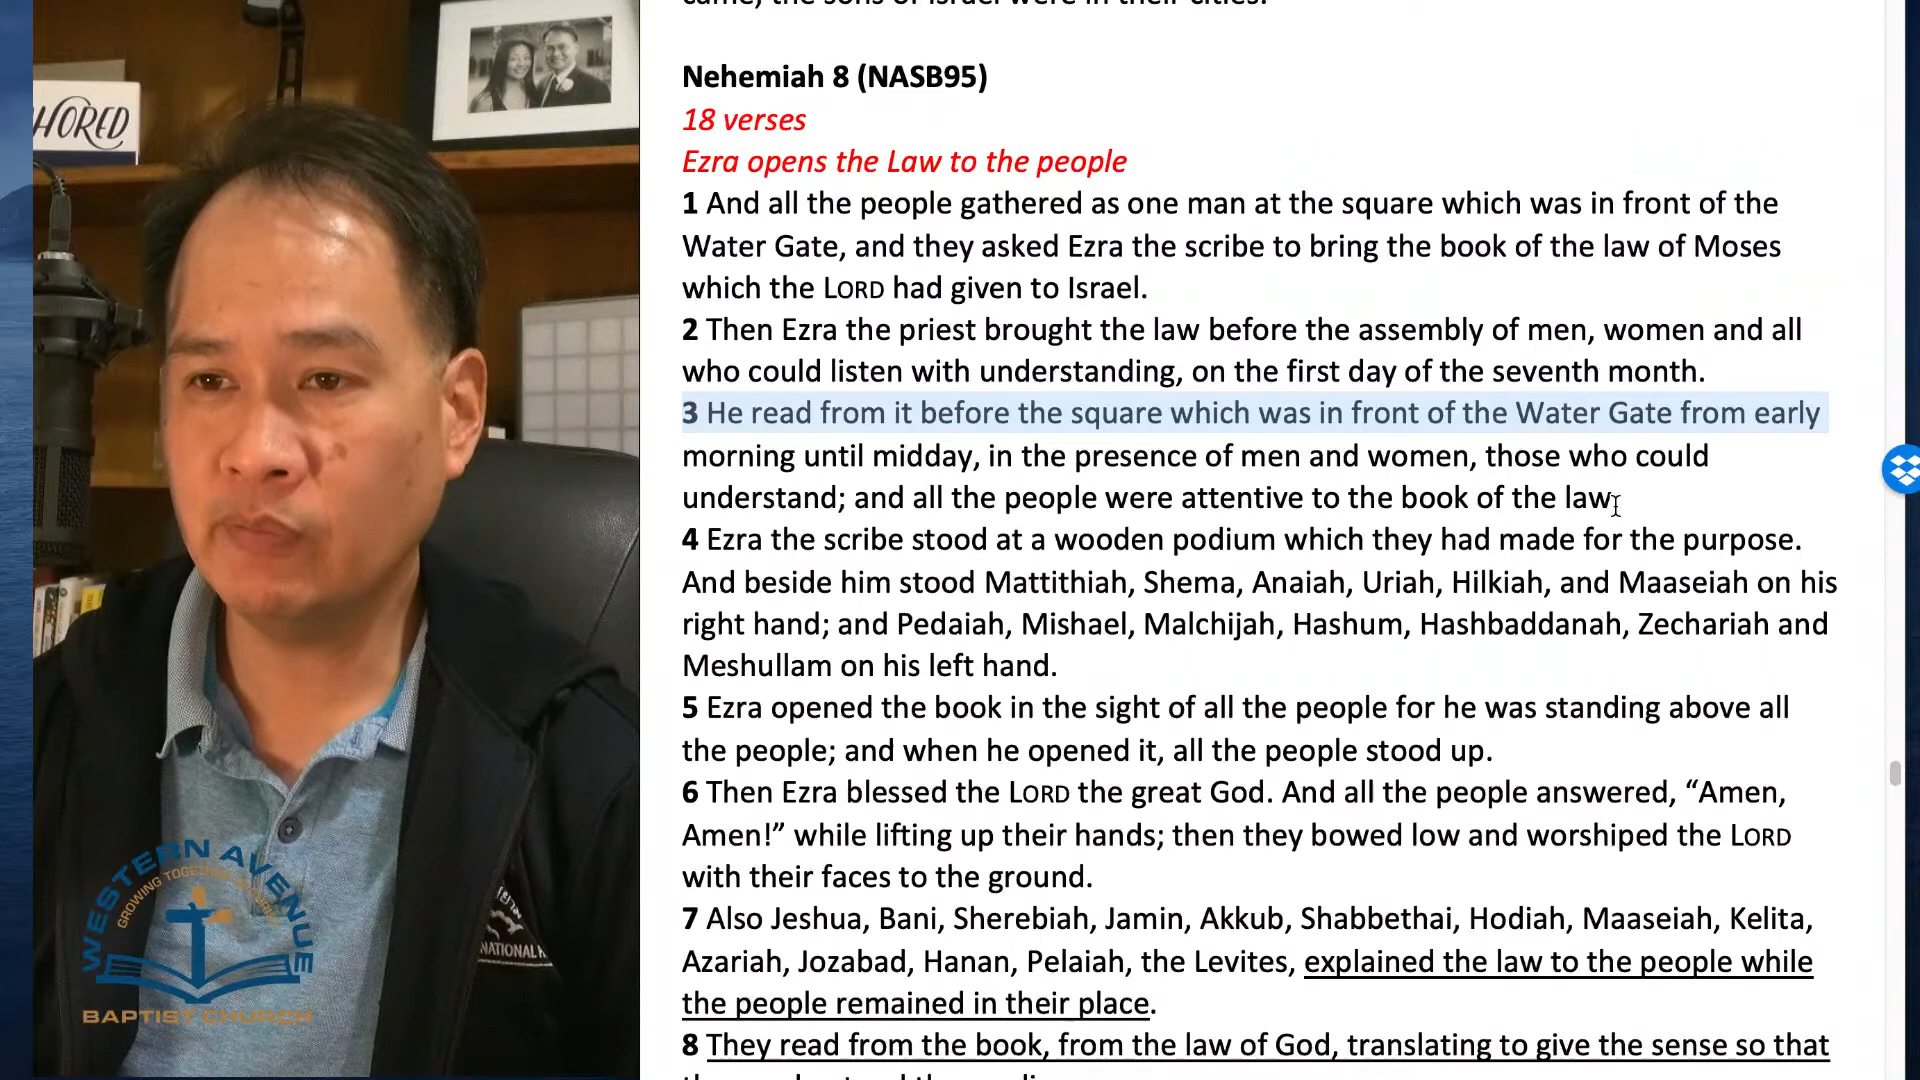 HORED
WESTERN AVENUE
GROWING TOGETHER
BAPTIST CHURCH
NATIONAL
Nehemiah 8 (NASB95)
18 verses
Ezra opens the Law to the people
1 And all the people gathered as one man at the square which was in front of the
Water Gate, and they asked Ezra the scribe to bring the book of the law of Moses
which the LORD had given to Israel.
2 Then Ezra the priest brought the law before the assembly of men, women and all
who could listen with understanding, on the first day of the seventh month.
3 He read from it before the square which was in front of the Water Gate from early
morning until midday, in the presence of men and women, those who could
understand; and all the people were attentive to the book of the law.
4 Ezra the scribe stood at a wooden podium which they had made for the purpose.
And beside him stood Mattithiah, Shema, Anaiah, Uriah, Hilkiah, and Maaseiah on his
right hand; and Pedaiah, Mishael, Malchijah, Hashum, Hashbaddanah, Zechariah and
Meshullam on his left hand.
5 Ezra opened the book in the sight of all the people for he was standing above all
the people; and when he opened it, all the people stood up.
6 Then Ezra blessed the LORD the great God. And all the people answered, “Amen,
Amen!” while lifting up their hands; then they bowed low and worshiped the LORD
with their faces to the ground.
7 Also Jeshua, Bani, Sherebiah, Jamin, Akkub, Shabbethai, Hodiah, Maaseiah, Kelita,
Azariah, Jozabad, Hanan, Pelaiah, the Levites, explained the law to the people while
the people remained in their place.
8 They read from the book, from the law of God, translating to give the sense so that